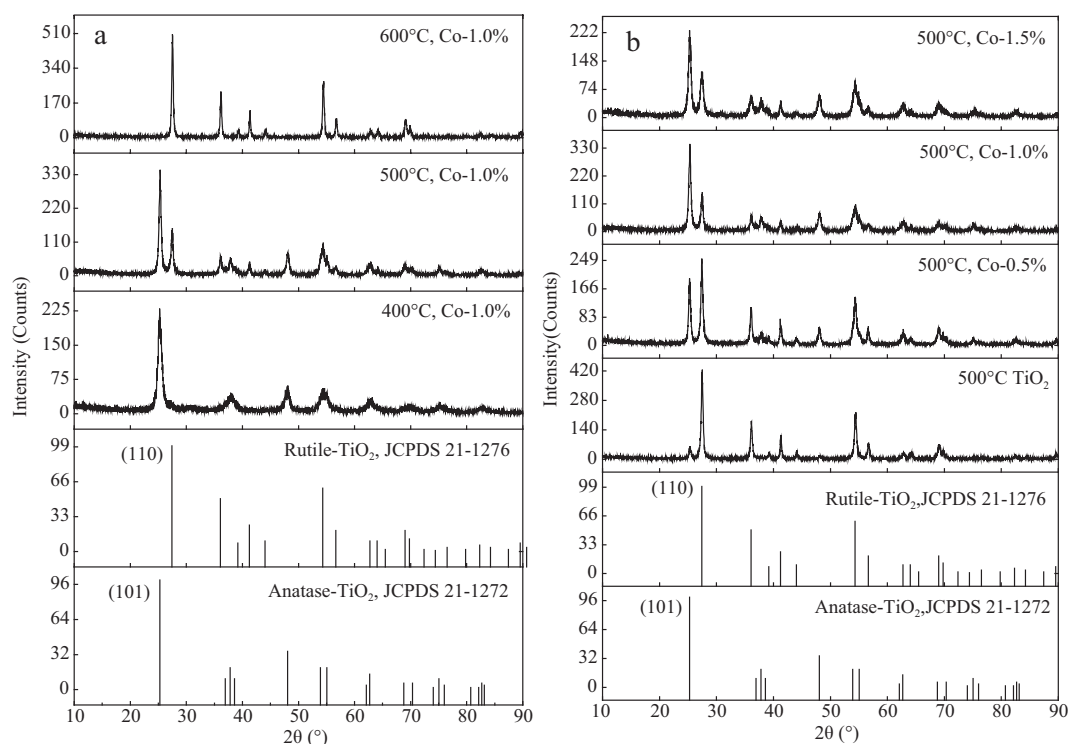 a
600°C, Co-1.0%
510
340
170
0
500°C, Co-1.0%
330
220
110
0
400°C, Co-1.0%
225
150
75
0
Rutile-TiO₂, JCPDS 21-1276
(110)
99
66
33
0
Anatase-TiO₂, JCPDS 21-1272
(101)
96
64
32
0
10 20 30 40 50 60 70 80 90
2θ (°)
Intensity (Counts)
b
500°C, Co-1.5%
222
148
74
0
500°C, Co-1.0%
330
220
110
0
500°C, Co-0.5%
249
166
83
0
500°C TiO₂
420
280
140
0
(110)
Rutile-TiO₂,JCPDS 21-1276
99
66
33
0
(101)
Anatase-TiO₂,JCPDS 21-1272
96
64
32
0
10 20 30 40 50 60 70 80 90
2θ (°)
Intensity(Counts)